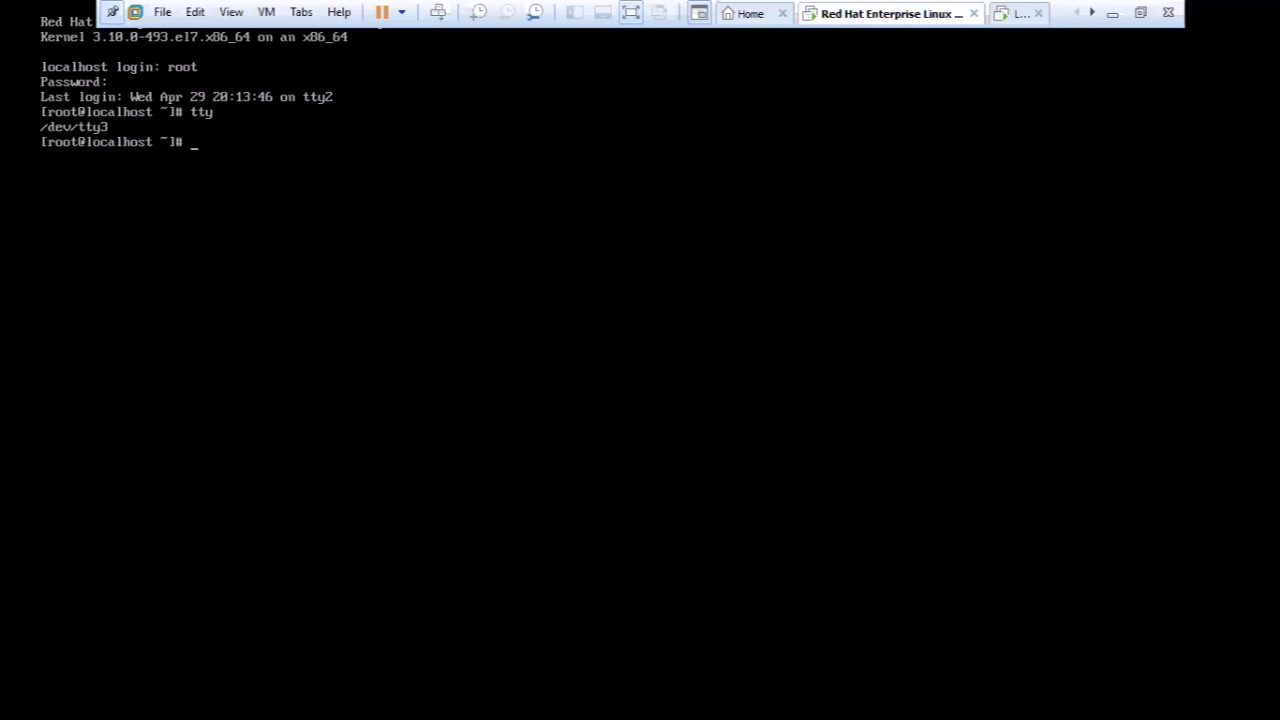 File Edit View VM Tabs Help
Home
Red Hat Enterprise Linux ...
L...
Red Hat
Kernel 3.10.0-493.el7.x86_64 on an x86_64
localhost login: root
Password:
Last login: Wed Apr 29 20:13:46 on tty2
[root@localhost ~]# tty
/dev/tty3
[root@localhost ~]# _